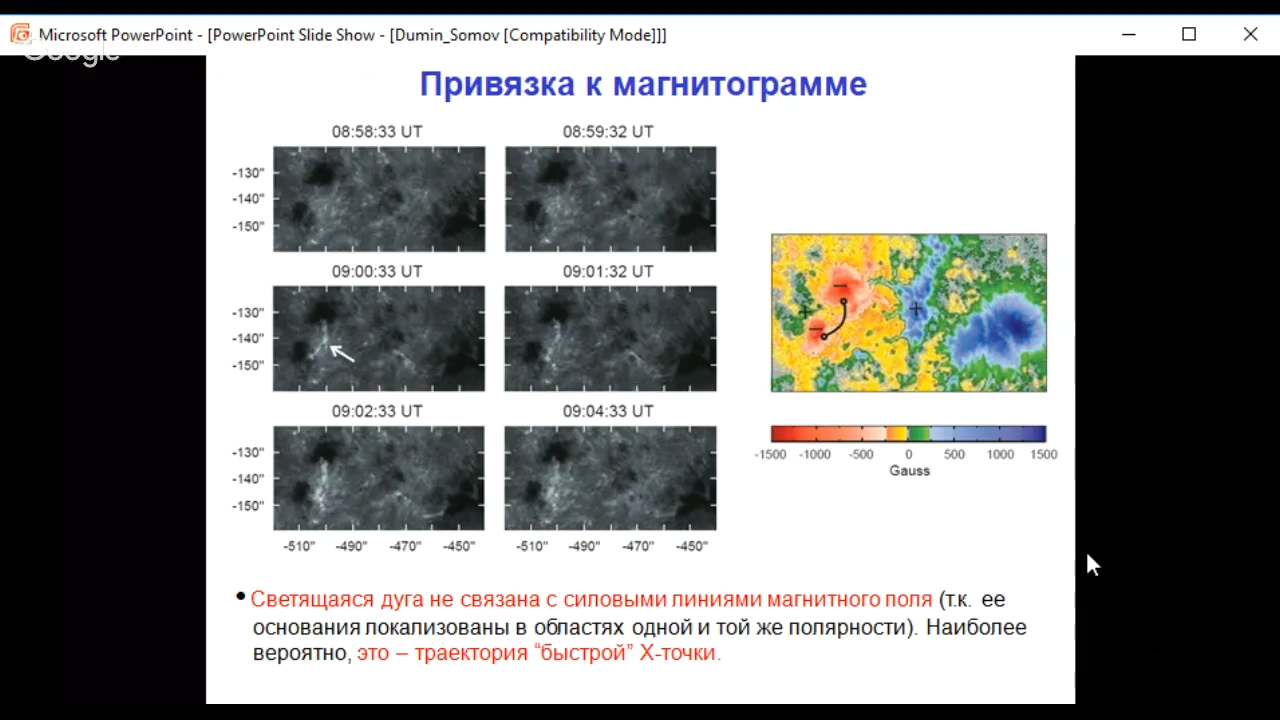 Microsoft PowerPoint - [PowerPoint Slide Show - [Dumin_Somov [Compatibility Mode]]]
Google
Привязка к магнитограмме
08:58:33 UT 08:59:32 UT
-130"
-140"
-150"
09:00:33 UT 09:01:32 UT
-130"
-140"
-150"
09:02:33 UT 09:04:33 UT
-130"
-140"
-150"
-510" -490" -470" -450" -510" -490" -470" -450"
− + − +
-1500 -1000 -500 0 500 1000 1500
Gauss
• Светящаяся дуга не связана с силовыми линиями магнитного поля (т.к. ее
основания локализованы в областях одной и той же полярности). Наиболее
вероятно, это – траектория “быстрой” X-точки.